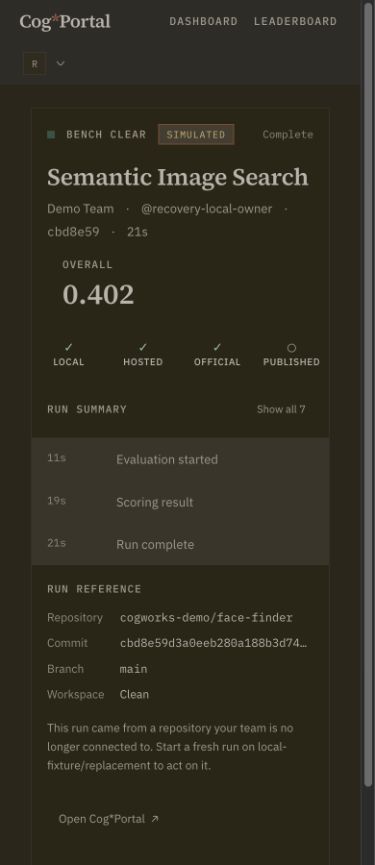 Cog*Portal DASHBOARD LEADERBOARD
R
BENCH CLEAR SIMULATED Complete
Semantic Image Search
Demo Team · @recovery-local-owner ·
cbd8e59 · 21s
OVERALL
0.402
✓ ✓ ✓ ○
LOCAL HOSTED OFFICIAL PUBLISHED
RUN SUMMARY Show all 7
11s Evaluation started
19s Scoring result
21s Run complete
RUN REFERENCE
Repository cogworks-demo/face-finder
Commit cbd8e59d3a0eeb280a188b3d74…
Branch main
Workspace Clean
This run came from a repository your team is no
longer connected to. Start a fresh run on local-
fixture/replacement to act on it.
Open Cog*Portal ↗